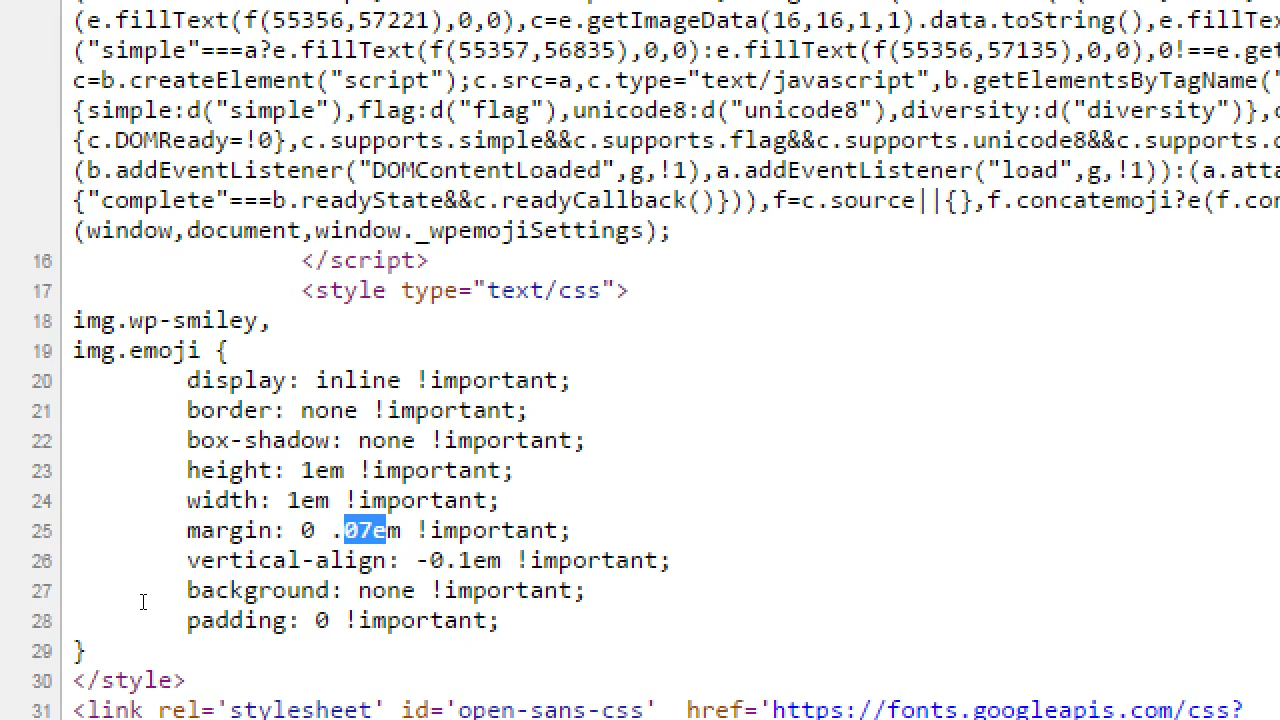 (e.fillText(f(55356,57221),0,0),c=e.getImageData(16,16,1,1).data.toString(),e.fillTex
("simple"===a?e.fillText(f(55357,56835),0,0):e.fillText(f(55356,57135),0,0),0!==e.get
c=b.createElement("script");c.src=a,c.type="text/javascript",b.getElementsByTagName("
{simple:d("simple"),flag:d("flag"),unicode8:d("unicode8"),diversity:d("diversity")},c
{c.DOMReady=!0},c.supports.simple&&c.supports.flag&&c.supports.unicode8&&c.supports.d
(b.addEventListener("DOMContentLoaded",g,!1),a.addEventListener("load",g,!1)):(a.atta
{"complete"===b.readyState&&c.readyCallback()})),f=c.source||{},f.concatemoji?e(f.con
(window,document,window._wpemojiSettings);
16 </script>
17 <style type="text/css">
18 img.wp-smiley,
19 img.emoji {
20 display: inline !important;
21 border: none !important;
22 box-shadow: none !important;
23 height: 1em !important;
24 width: 1em !important;
25 margin: 0 .07em !important;
26 vertical-align: -0.1em !important;
27 background: none !important;
28 padding: 0 !important;
29 }
30 </style>
31 <link rel='stylesheet' id='open-sans-css'  href='https://fonts.googleapis.com/css?